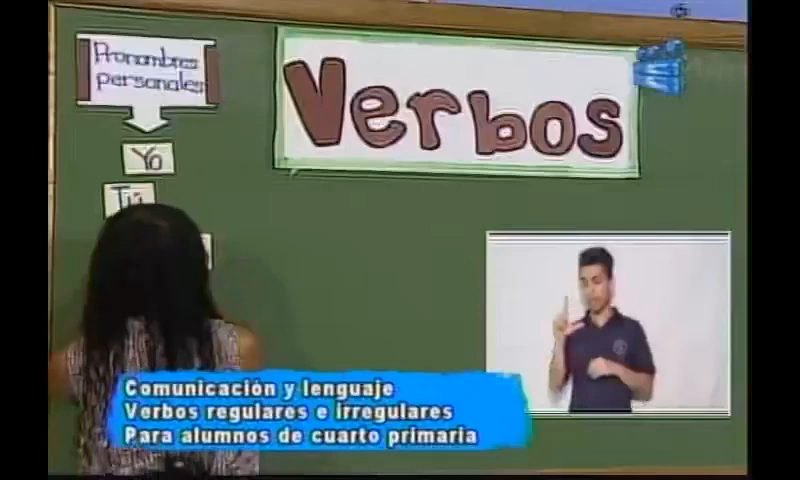 Pronombres
personales
Verbos
Yo
Tú
Comunicación y lenguaje
Verbos regulares e irregulares
Para alumnos de cuarto primaria